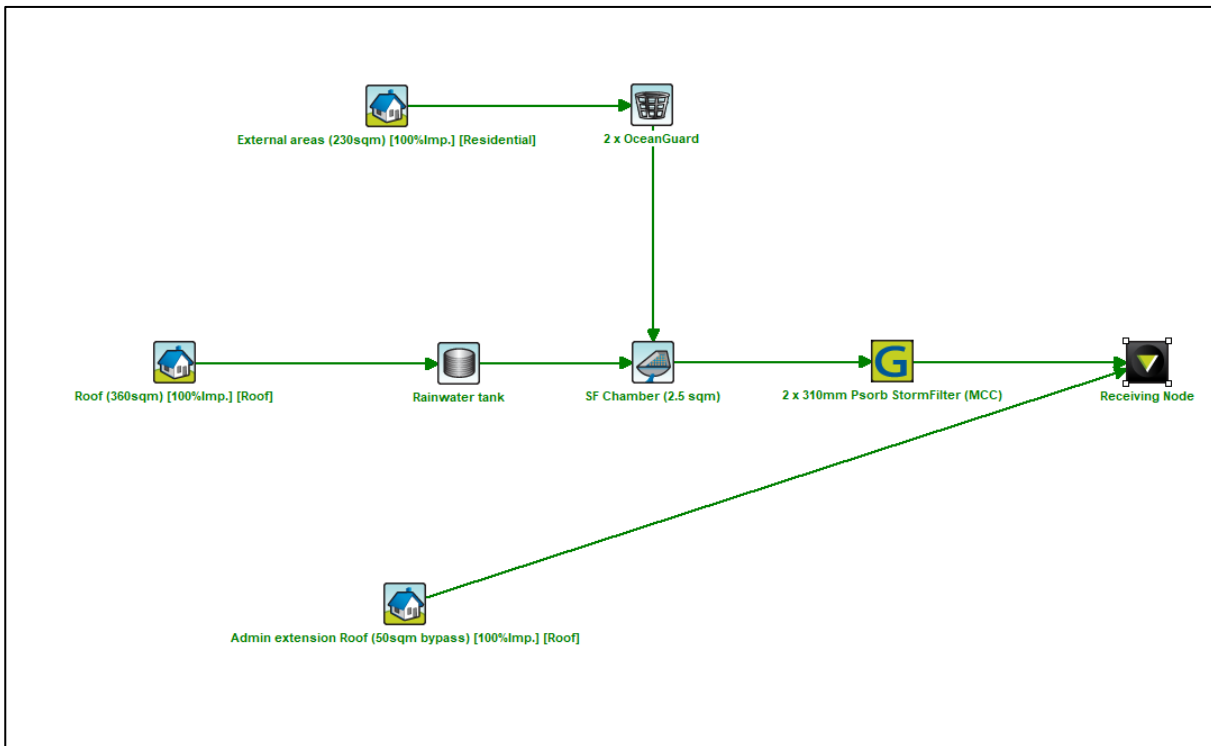 External areas (230sqm) [100%Imp.] [Residential]
2 x OceanGuard
Roof (360sqm) [100%Imp.] [Roof]
Rainwater tank
SF Chamber (2.5 sqm)
G
2 x 310mm Psorb StormFilter (MCC)
Receiving Node
Admin extension Roof (50sqm bypass) [100%Imp.] [Roof]